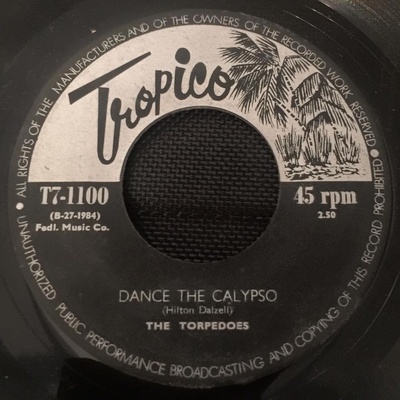 ALL RIGHTS OF THE MANUFACTURERS AND OF THE OWNERS OF THE RECORDED WORK RESERVED •
Tropico
T7-1100
45 rpm
(B-27-1984)
2.50
Fedl. Music Co.
DANCE THE CALYPSO
(Hilton Dalzell)
THE TORPEDOES
UNAUTHORIZED PUBLIC PERFORMANCE BROADCASTING AND COPYING OF THIS RECORD PROHIBITED •